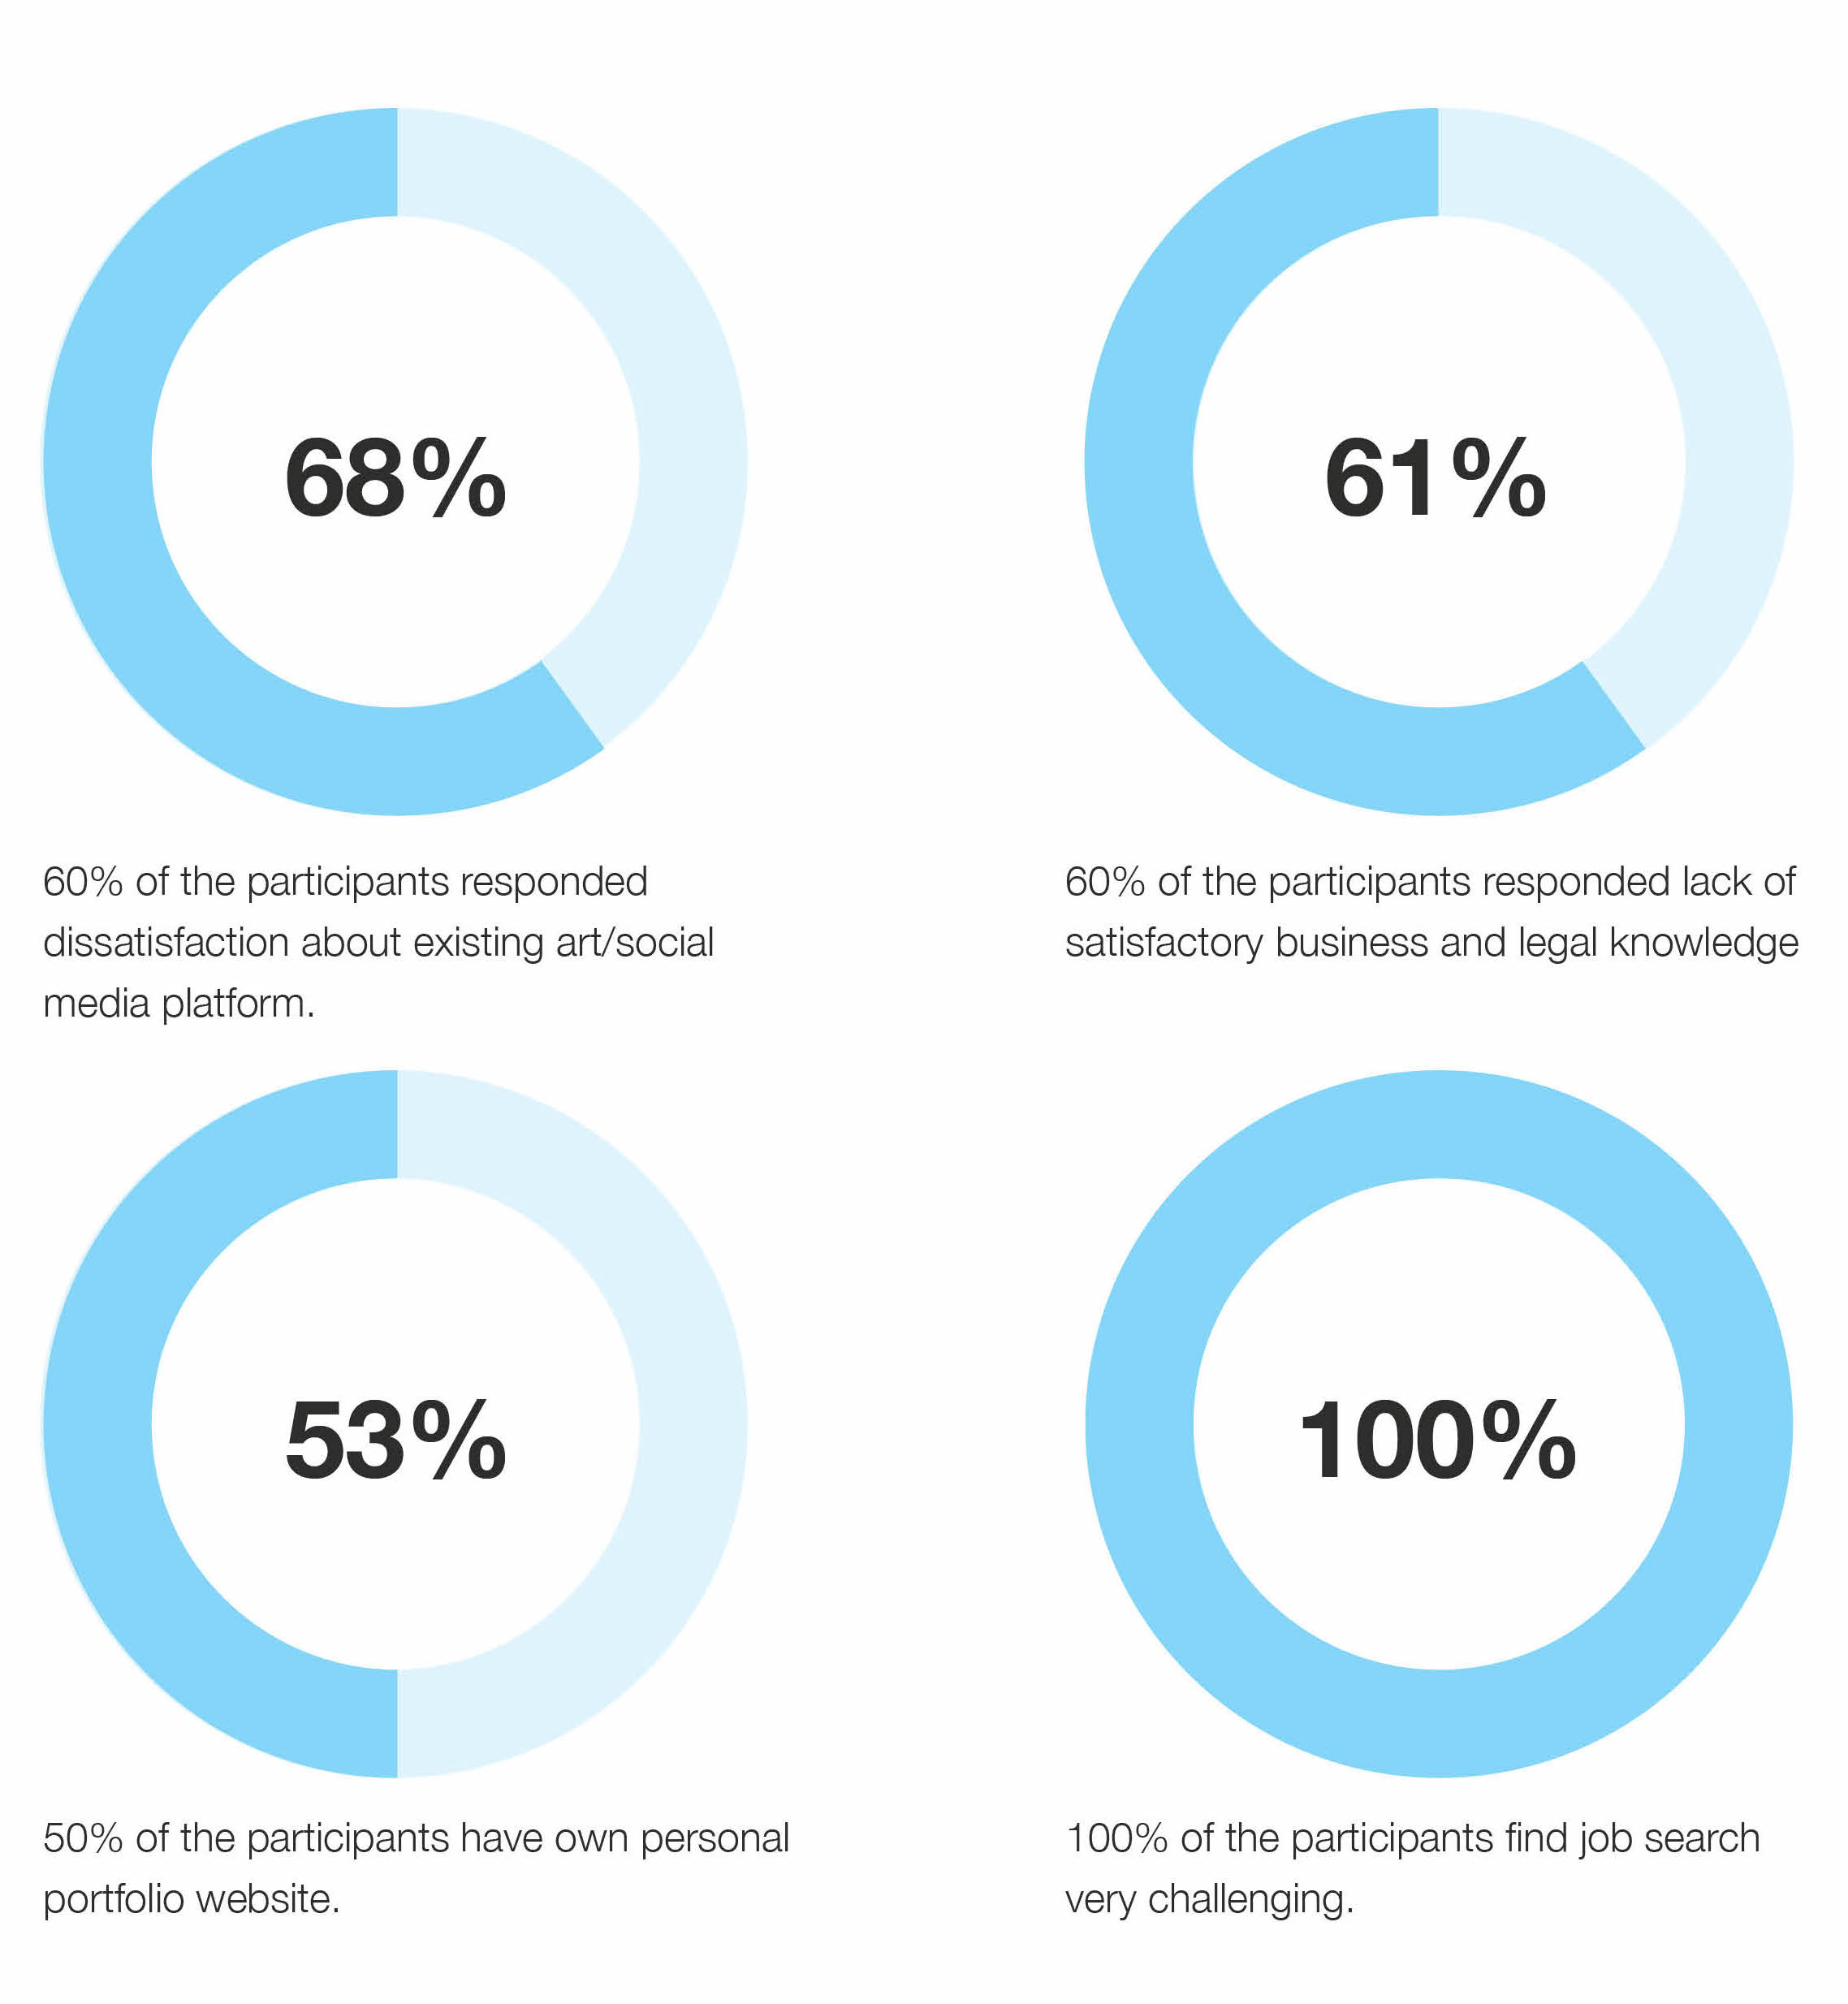 68%
60% of the participants responded
dissatisfaction about existing art/social
media platform.
61%
60% of the participants responded lack of
satisfactory business and legal knowledge
53%
50% of the participants have own personal
portfolio website.
100%
100% of the participants find job search
very challenging.